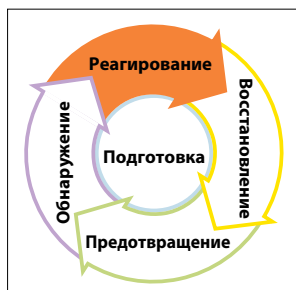 Реагирование
Восстановление
Подготовка
Обнаружение
Предотвращение